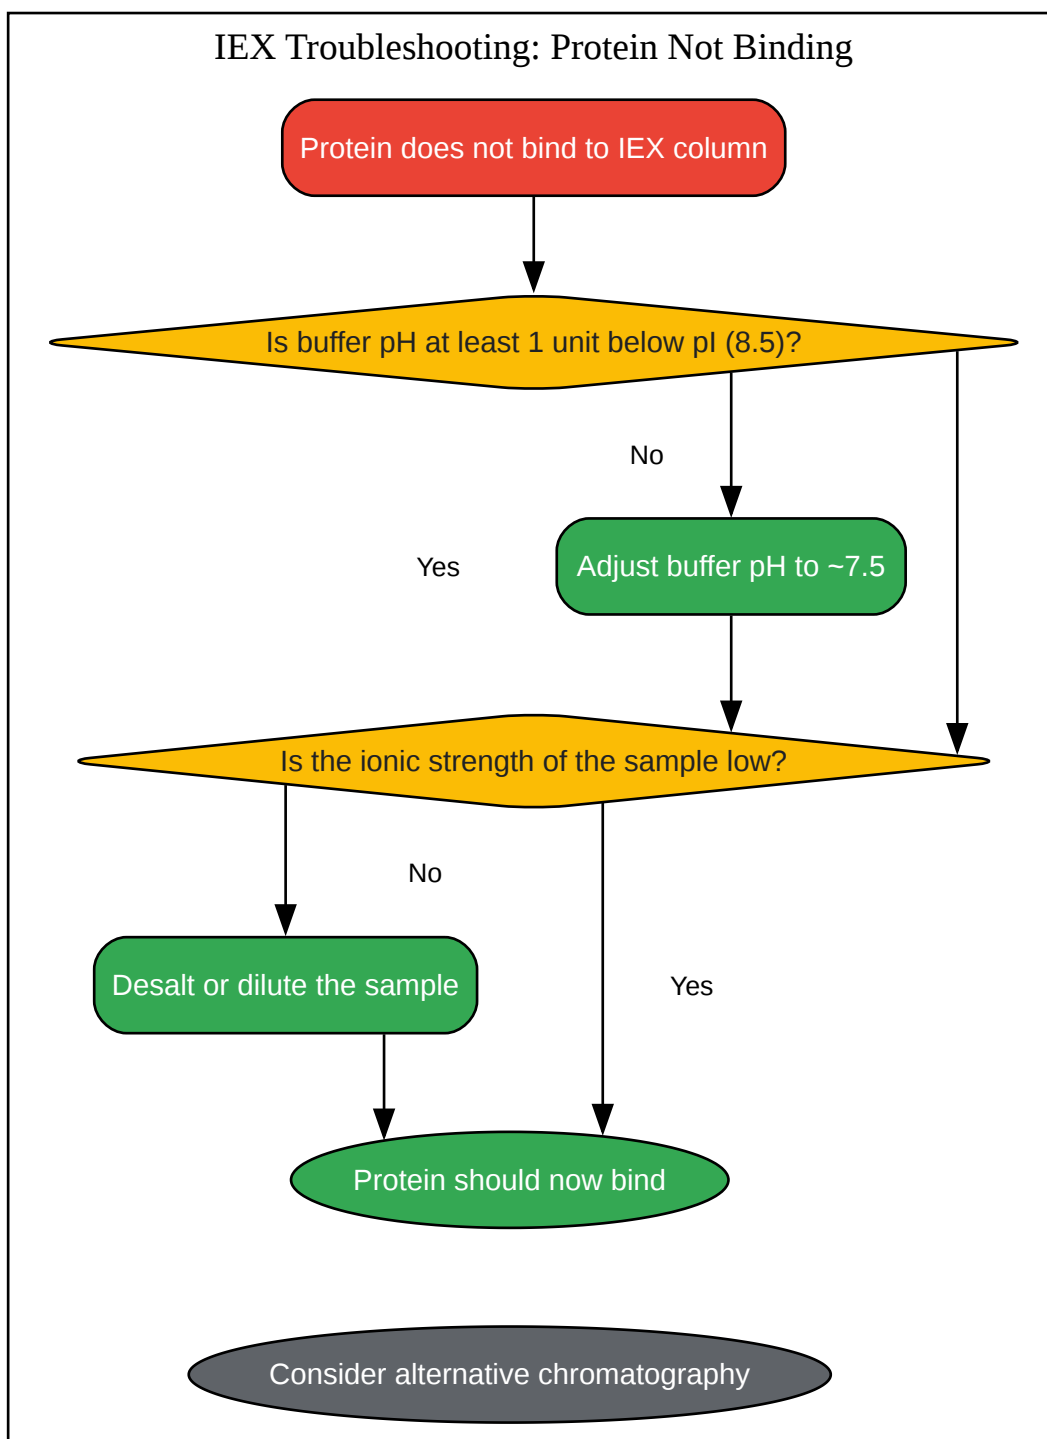 IEX Troubleshooting: Protein Not Binding
Protein does not bind to IEX column
Is buffer pH at least 1 unit below pI (8.5)?
No
Yes
Adjust buffer pH to ~7.5
Is the ionic strength of the sample low?
No
Desalt or dilute the sample
Yes
Protein should now bind
Consider alternative chromatography